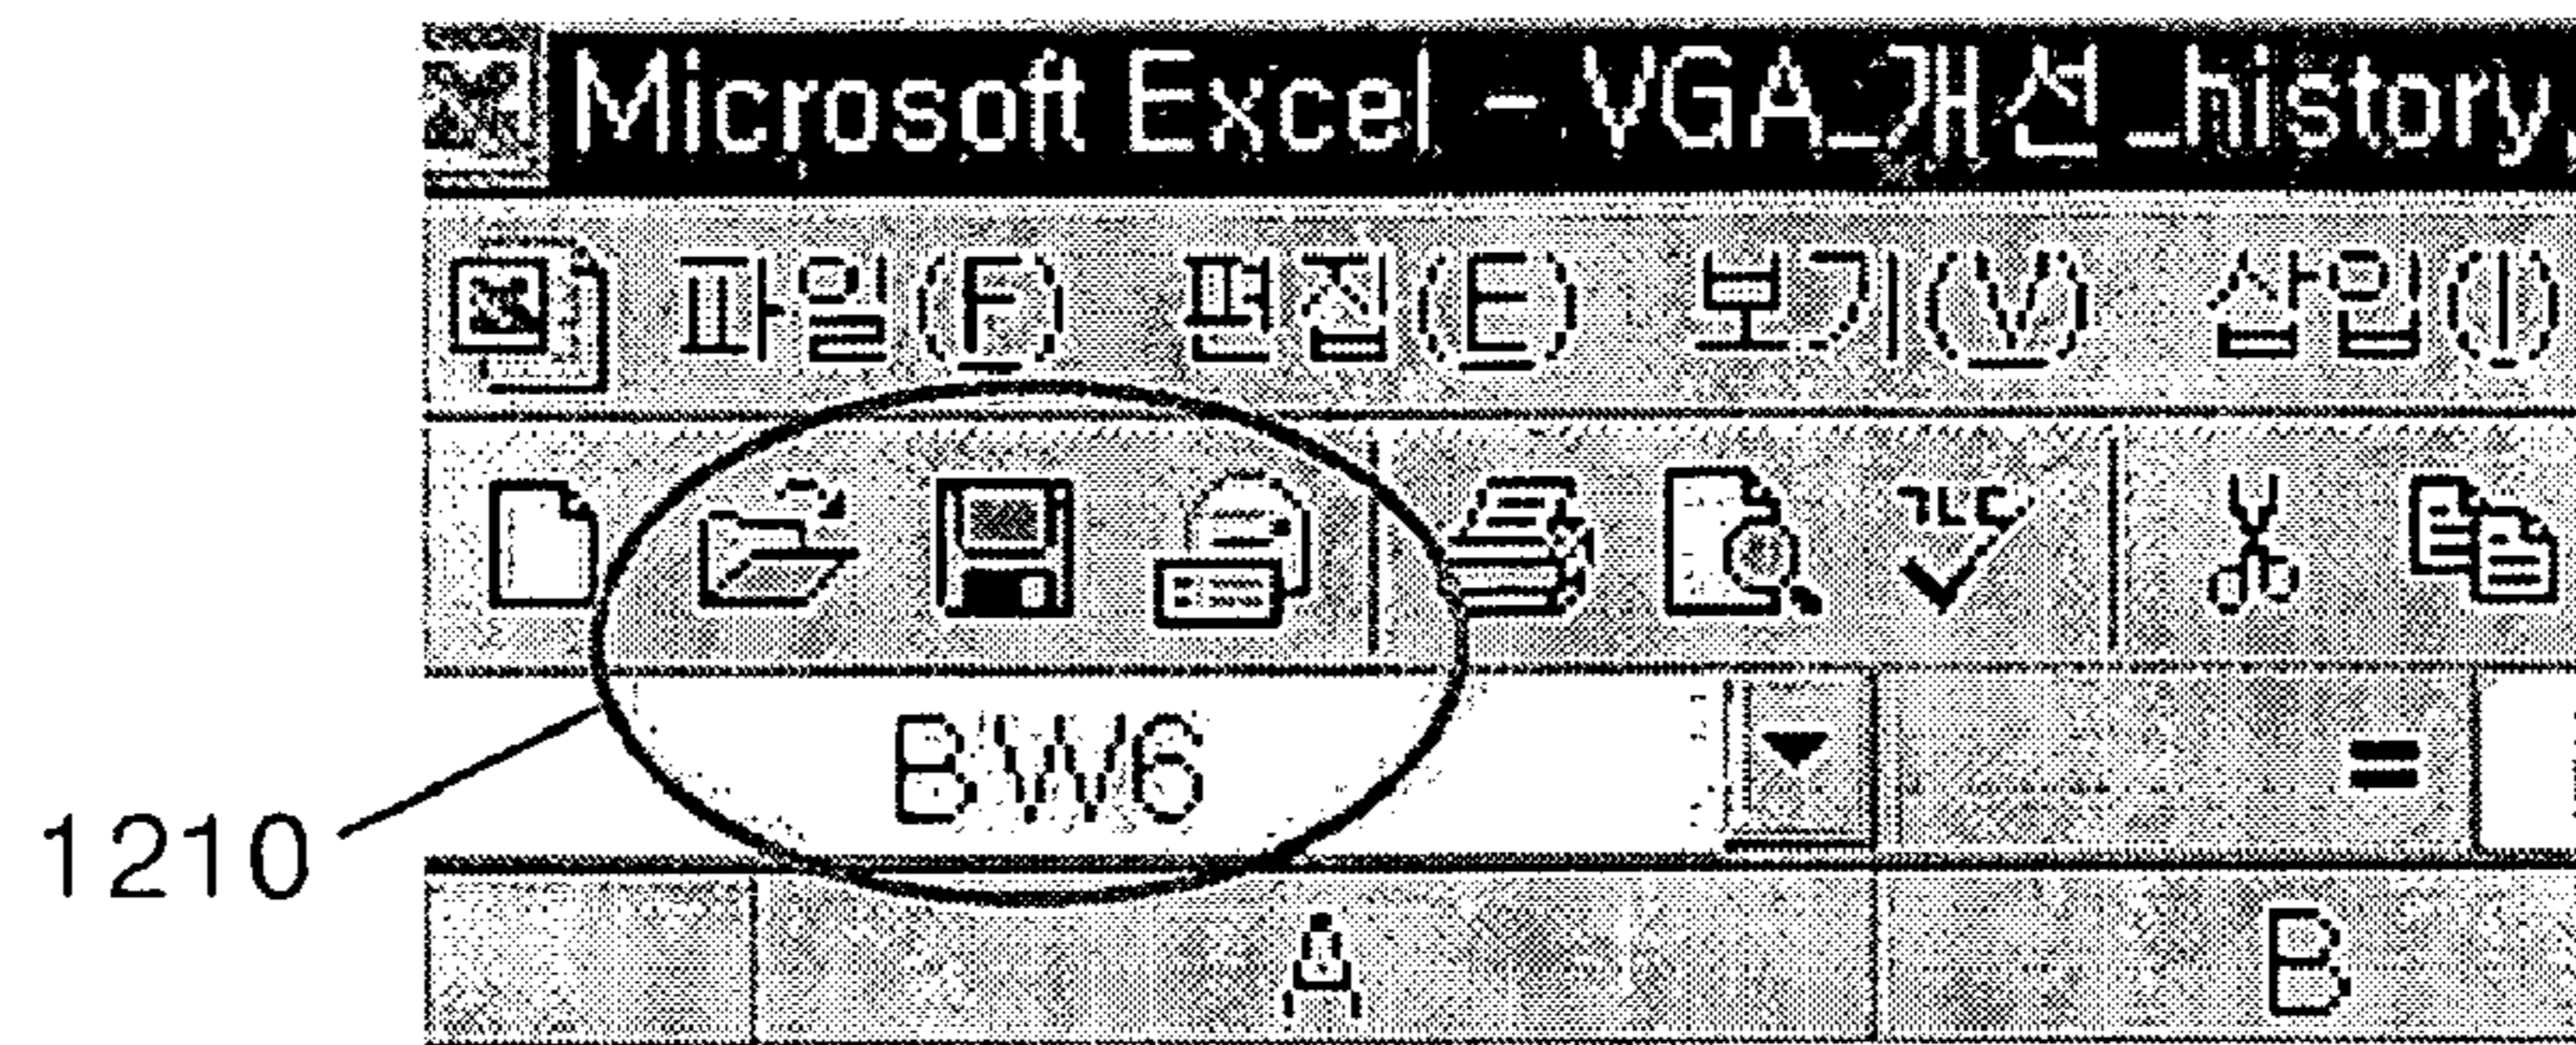 Microsoft Excel - VGA_개선_history
파일(F) 편집(E) 보기(V) 삽입(I)
BW6 =
1210
A B